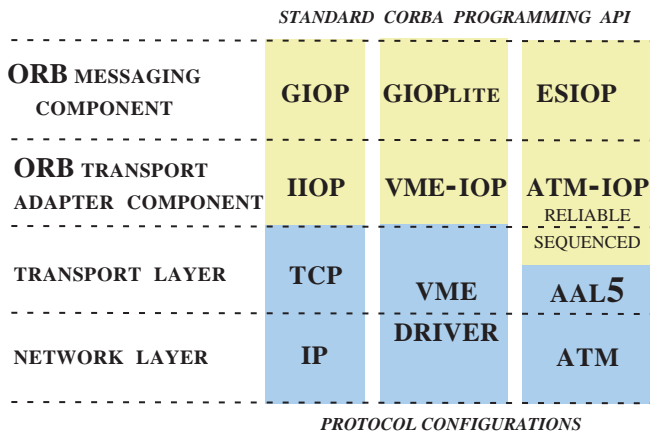 STANDARD CORBA PROGRAMMING API
ORB MESSAGING
COMPONENT
GIOP
GIOPLITE
ESIOP
ORB TRANSPORT
ADAPTER COMPONENT
IIOP
VME-IOP
ATM-IOP
RELIABLE
SEQUENCED
TRANSPORT LAYER
TCP
VME
DRIVER
AAL5
NETWORK LAYER
IP
ATM
PROTOCOL CONFIGURATIONS